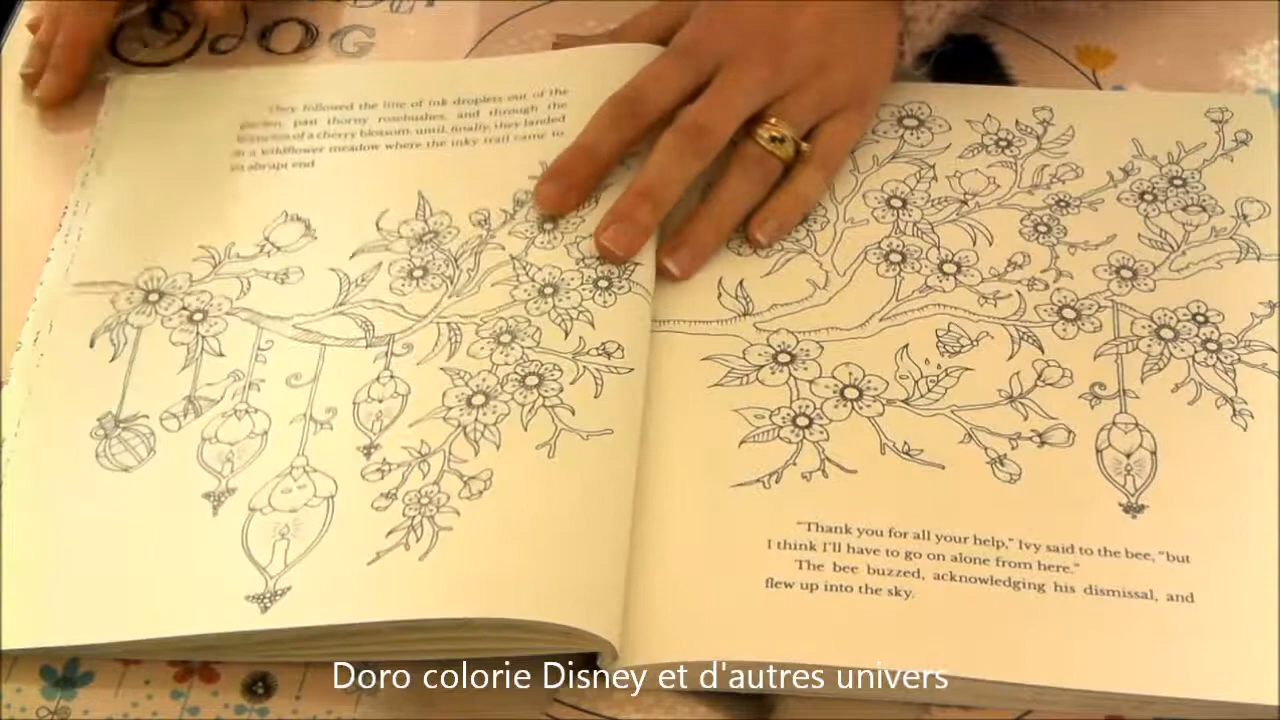 DOG
They followed the line of ink droplets out of the
garden, past thorny rosebushes, and through the
branches of a cherry blossom until, finally, they landed
in a wildflower meadow where the inky trail came to
an abrupt end.
"Thank you for all your help," Ivy said to the bee, "but
I think I'll have to go on alone from here."
The bee buzzed, acknowledging his dismissal, and
flew up into the sky.
Doro colorie Disney et d'autres univers